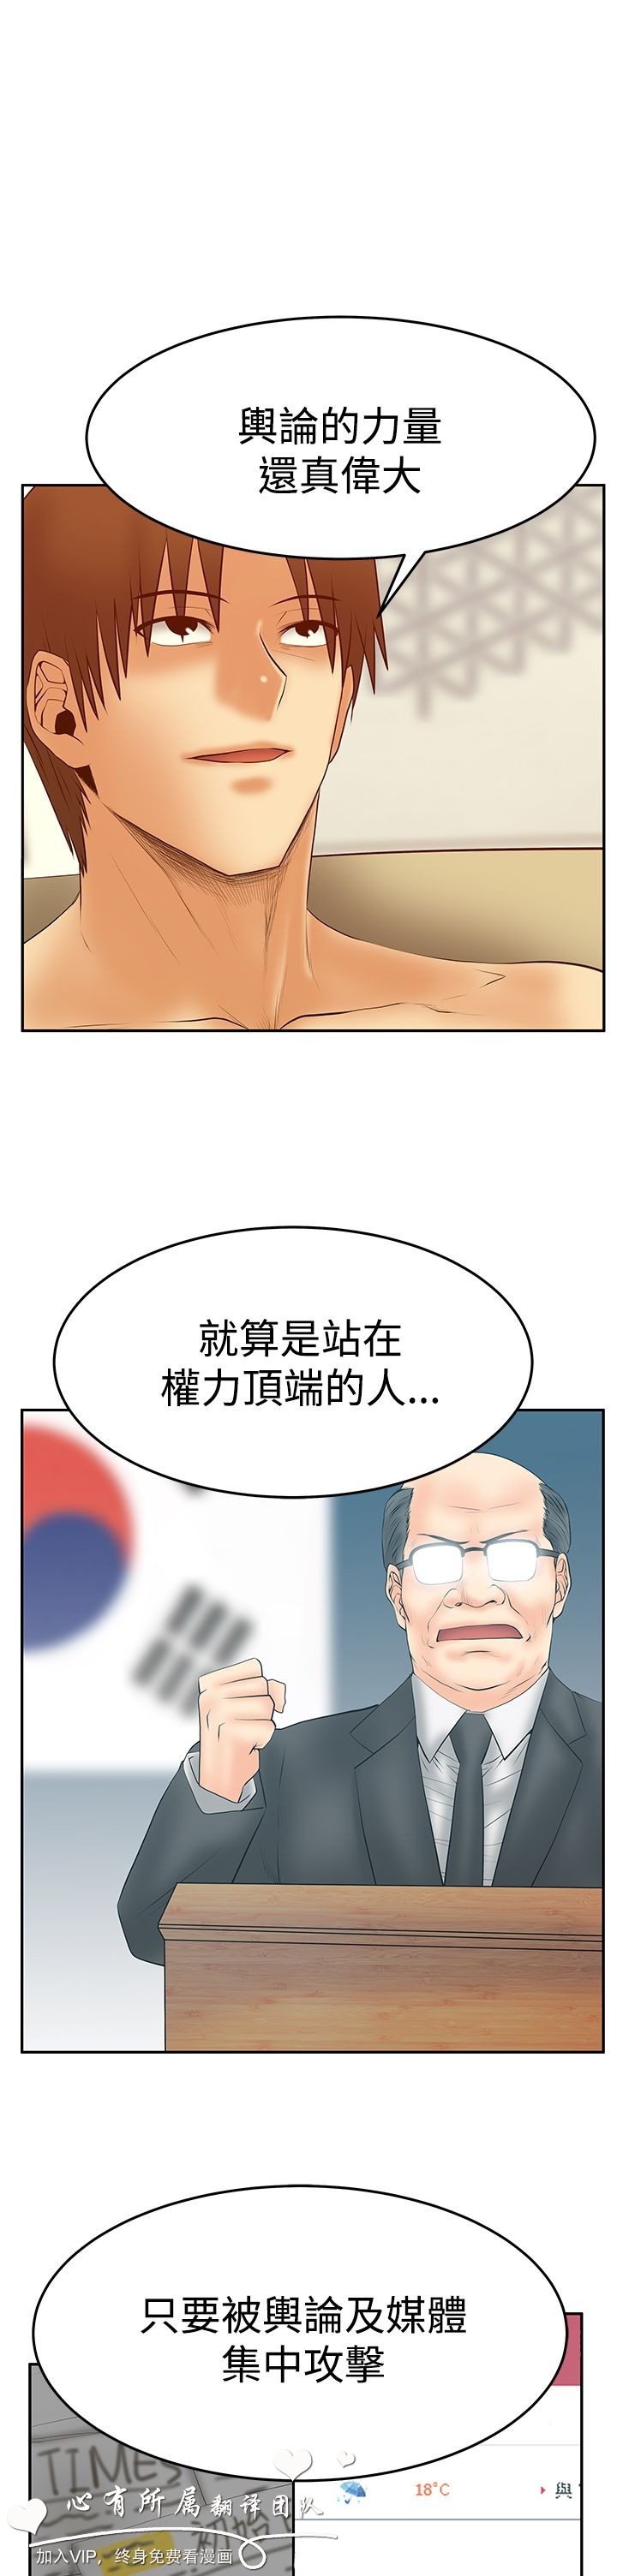 輿論的力量
還真偉大
就算是站在
權力頂端的人...
只要被輿論及媒體
集中攻擊
TIMES
18°C
與
心有所属翻译团队
加入VIP，终身免费看漫画